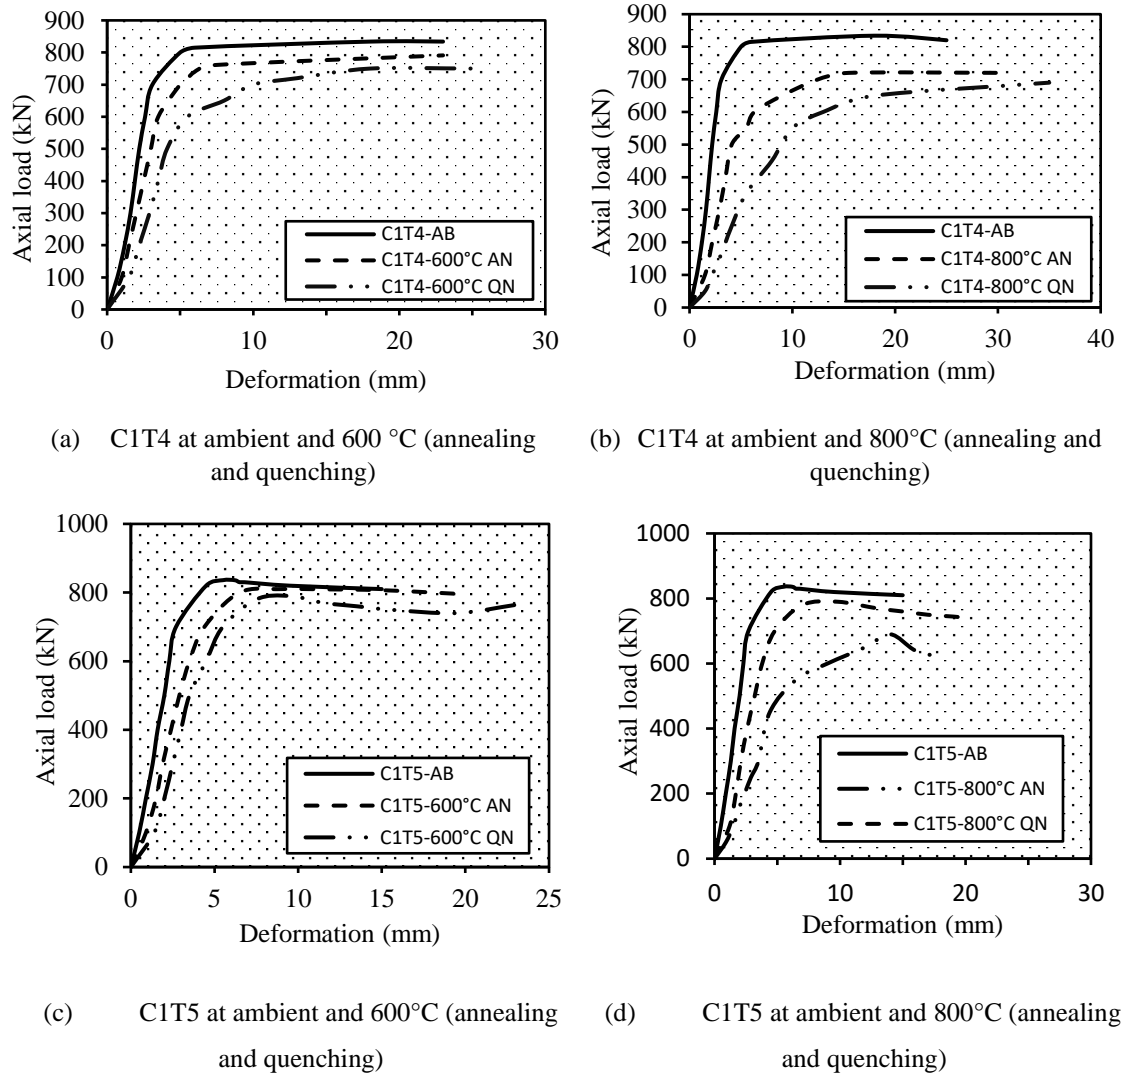 900
800
700
600
500
400
300
200
100
0
Axial load (kN)
C1T4-AB
C1T4-600°C AN
C1T4-600°C QN
0 10 20 30
Deformation (mm)
(a) C1T4 at ambient and 600 °C (annealing
and quenching)
900
800
700
600
500
400
300
200
100
0
Axial load (kN)
C1T4-AB
C1T4-800°C AN
C1T4-800°C QN
0 10 20 30 40
Deformation (mm)
(b) C1T4 at ambient and 800°C (annealing and
quenching)
1000
800
600
400
200
0
Axial load (kN)
C1T5-AB
C1T5-600°C AN
C1T5-600°C QN
0 5 10 15 20 25
Deformation (mm)
(c) C1T5 at ambient and 600°C (annealing
and quenching)
1000
800
600
400
200
0
Axial load (kN)
C1T5-AB
C1T5-800°C AN
C1T5-800°C QN
0 10 20 30
Deformation (mm)
(d) C1T5 at ambient and 800°C (annealing
and quenching)